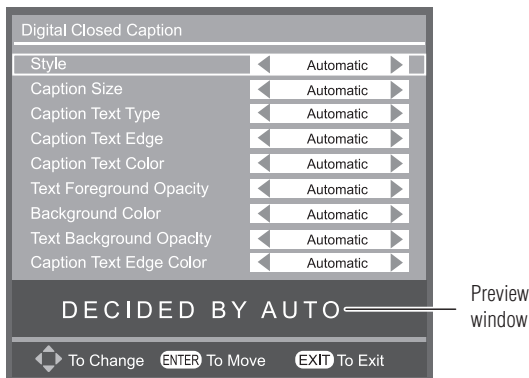 Digital Closed Caption
Style Automatic
Caption Size Automatic
Caption Text Type Automatic
Caption Text Edge Automatic
Caption Text Color Automatic
Text Foreground Opacity Automatic
Background Color Automatic
Text Background Opaclty Automatic
Caption Text Edge Color Automatic
DECIDED BY AUTO
Preview
window
To Change ENTER To Move EXIT To Exit